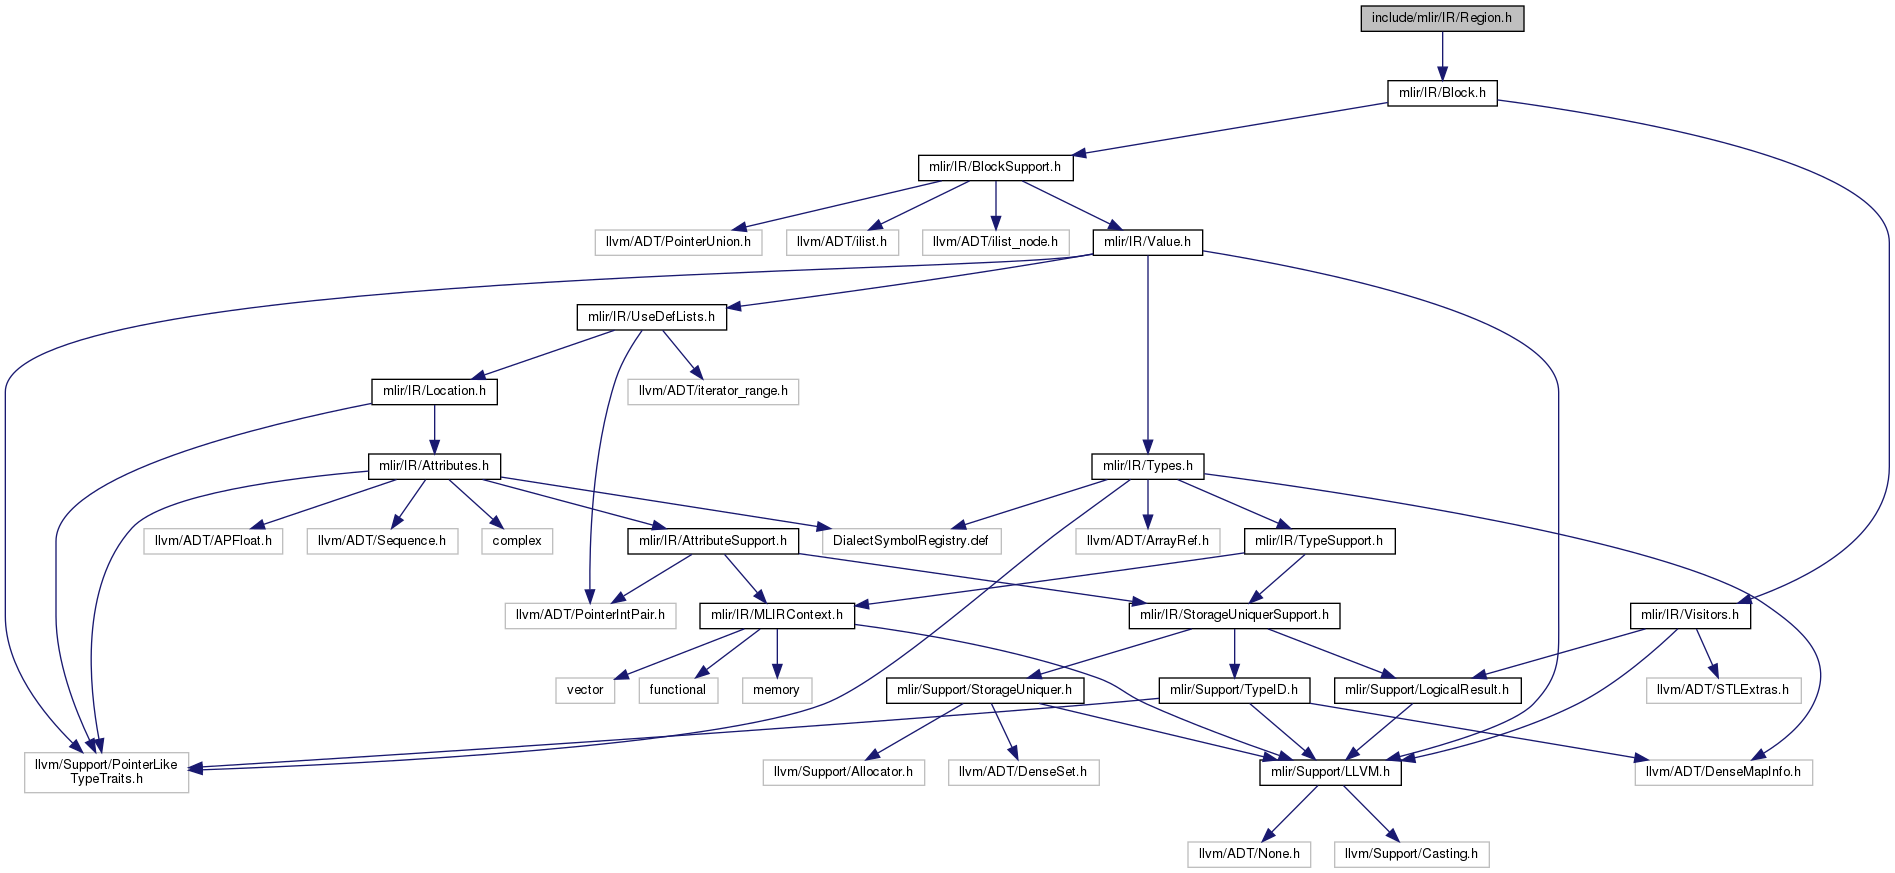 include/mlir/IR/Region.h
mlir/IR/Block.h
mlir/IR/BlockSupport.h
llvm/ADT/PointerUnion.h
llvm/ADT/ilist.h
llvm/ADT/ilist_node.h
mlir/IR/Value.h
mlir/IR/UseDefLists.h
mlir/IR/Location.h
llvm/ADT/iterator_range.h
mlir/IR/Attributes.h
mlir/IR/Types.h
llvm/ADT/APFloat.h
llvm/ADT/Sequence.h
complex
mlir/IR/AttributeSupport.h
DialectSymbolRegistry.def
llvm/ADT/ArrayRef.h
mlir/IR/TypeSupport.h
llvm/ADT/PointerIntPair.h
mlir/IR/MLIRContext.h
mlir/IR/StorageUniquerSupport.h
mlir/IR/Visitors.h
vector
functional
memory
mlir/Support/StorageUniquer.h
mlir/Support/TypeID.h
mlir/Support/LogicalResult.h
llvm/ADT/STLExtras.h
llvm/Support/PointerLike
TypeTraits.h
llvm/Support/Allocator.h
llvm/ADT/DenseSet.h
mlir/Support/LLVM.h
llvm/ADT/DenseMapInfo.h
llvm/ADT/None.h
llvm/Support/Casting.h